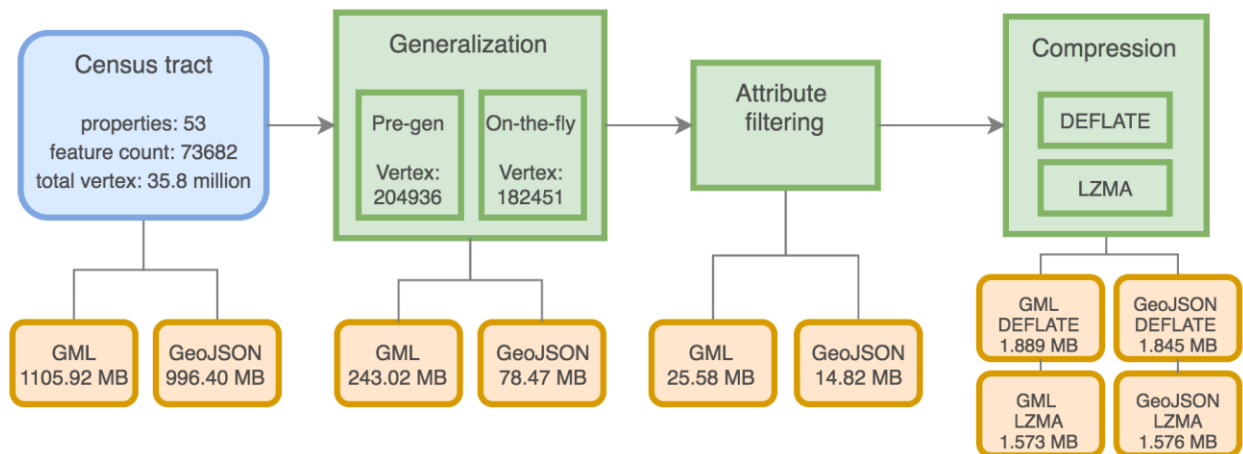 Census tract
properties: 53
feature count: 73682
total vertex: 35.8 million
GML
1105.92 MB
GeoJSON
996.40 MB
Generalization
Pre-gen
Vertex:
204936
On-the-fly
Vertex:
182451
GML
243.02 MB
GeoJSON
78.47 MB
Attribute
filtering
GML
25.58 MB
GeoJSON
14.82 MB
Compression
DEFLATE
LZMA
GML
DEFLATE
1.889 MB
GeoJSON
DEFLATE
1.845 MB
GML
LZMA
1.573 MB
GeoJSON
LZMA
1.576 MB